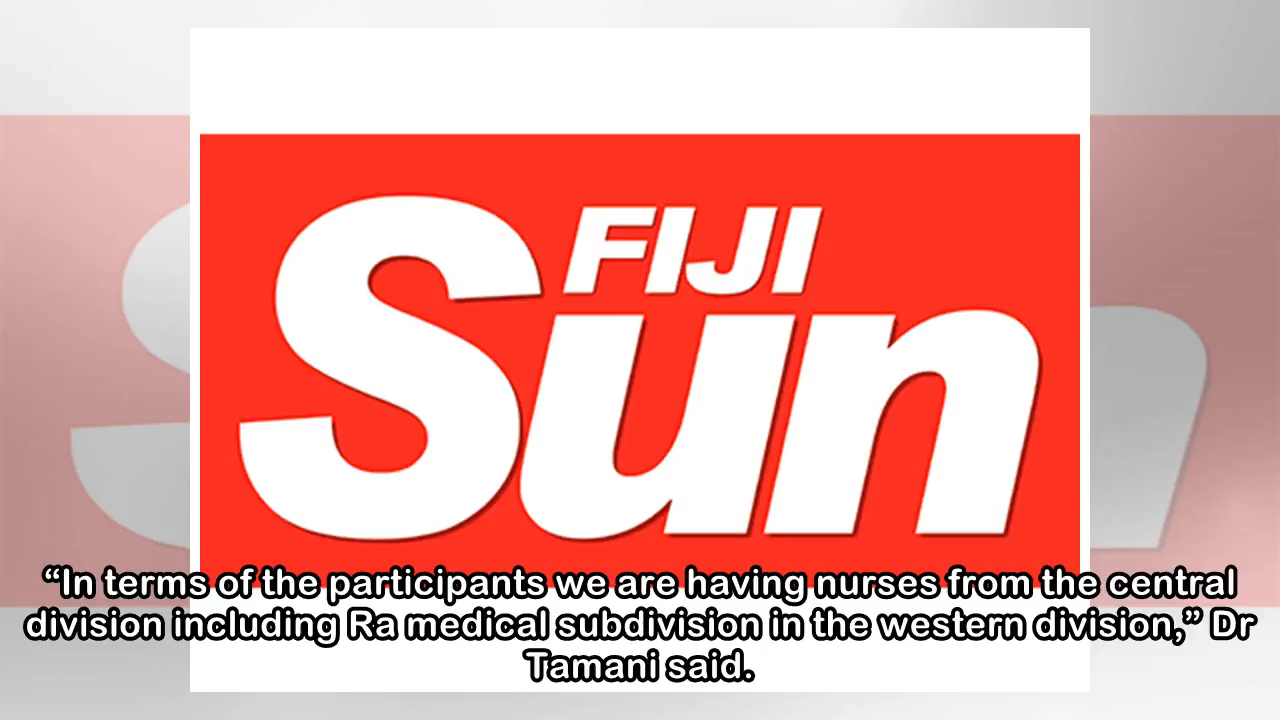 FIJI
Sun
“In terms of the participants we are having nurses from the central
division including Ra medical subdivision in the western division,” Dr
Tamani said.